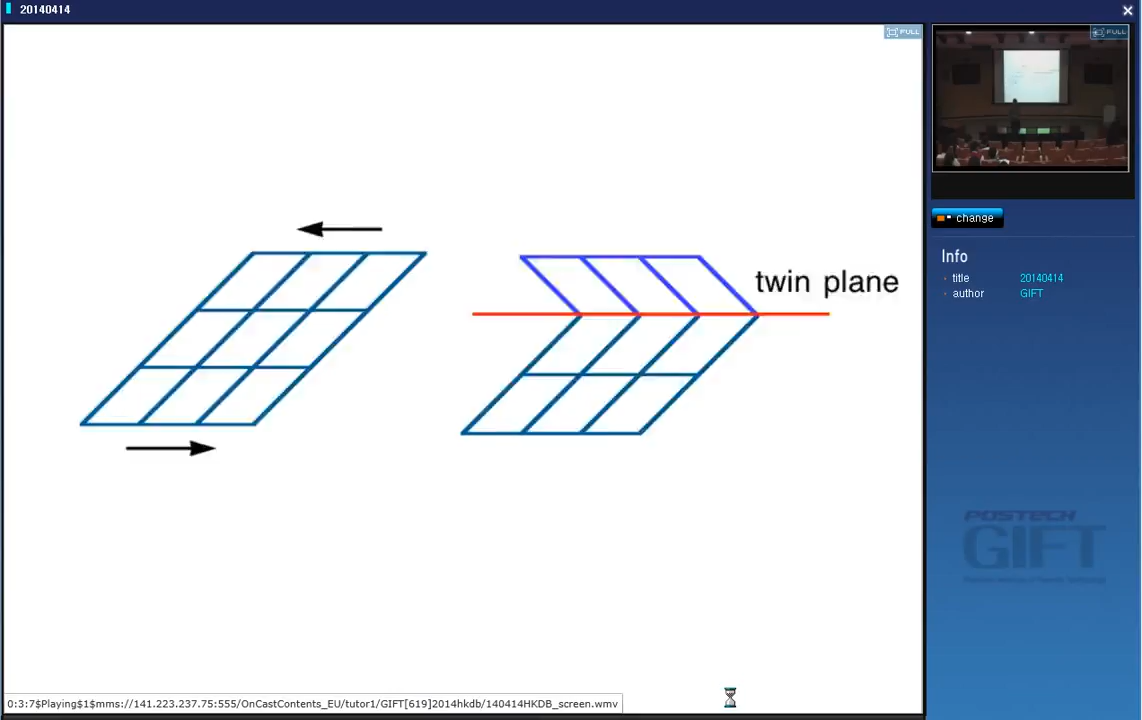 20140414
FULL
FULL
twin plane
change
Info
title 20140414
author GIFT
POSTECH
GIFT
0:3:7$Playing$1$mms://141.223.237.75:555/OnCastContents_EU/tutor1/GIFT[619]2014hkdb/140414HKDB_screen.wmv